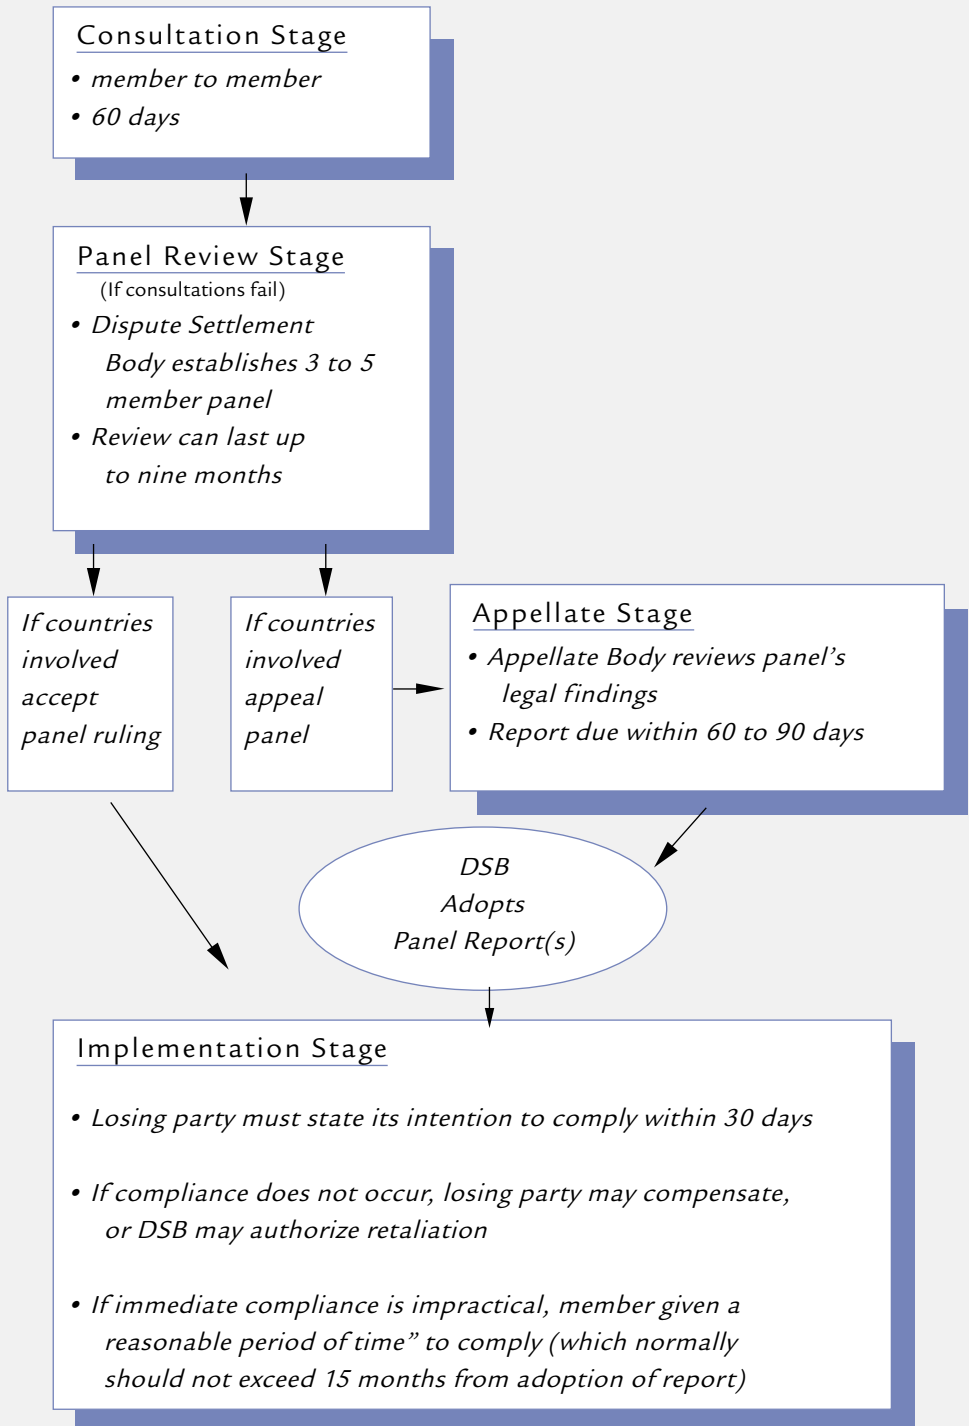 Consultation Stage
• member to member
• 60 days
Panel Review Stage
(If consultations fail)
• Dispute Settlement
Body establishes 3 to 5
member panel
• Review can last up
to nine months
If countries
involved
accept
panel ruling
If countries
involved
appeal
panel
Appellate Stage
• Appellate Body reviews panel’s
legal findings
• Report due within 60 to 90 days
DSB
Adopts
Panel Report(s)
Implementation Stage
• Losing party must state its intention to comply within 30 days
• If compliance does not occur, losing party may compensate,
or DSB may authorize retaliation
• If immediate compliance is impractical, member given a
reasonable period of time” to comply (which normally
should not exceed 15 months from adoption of report)